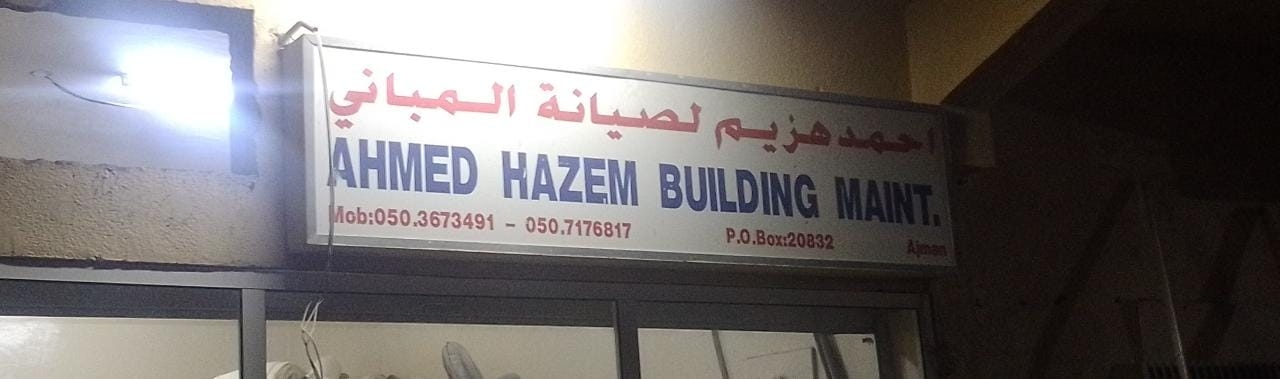 احمد هزيم لصيانة المباني
AHMED HAZEM BUILDING MAINT.
Mob:050.3673491 - 050.7176817 P.O.Box:20832 Ajman